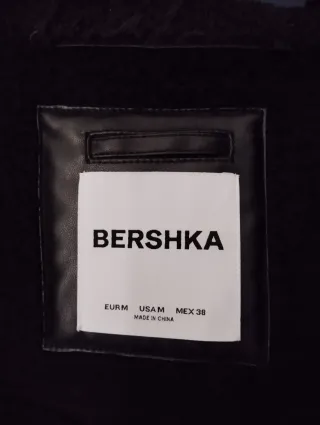 BERSHKA
EUR M USA M MEX 38
MADE IN CHINA